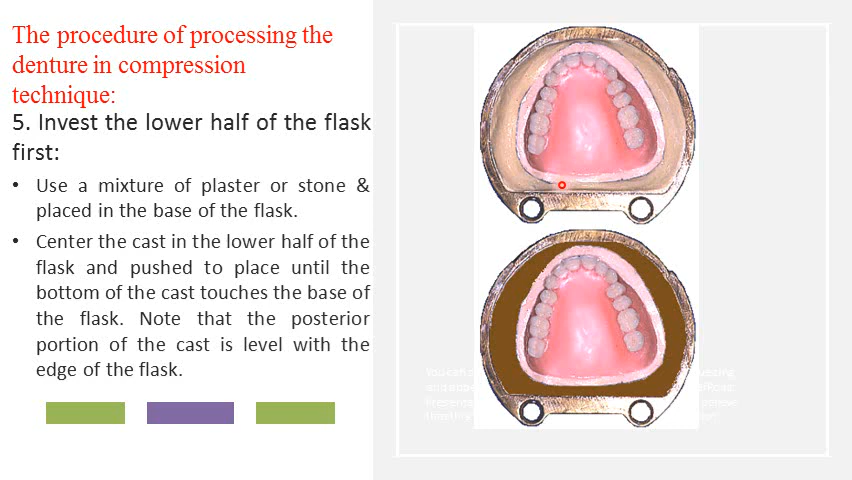 The procedure of processing the
denture in compression
technique:
5. Invest the lower half of the flask
first:
• Use a mixture of plaster or stone &
placed in the base of the flask.
• Center the cast in the lower half of the
flask and pushed to place until the
bottom of the cast touches the base of
the flask. Note that the posterior
portion of the cast is level with the
edge of the flask.